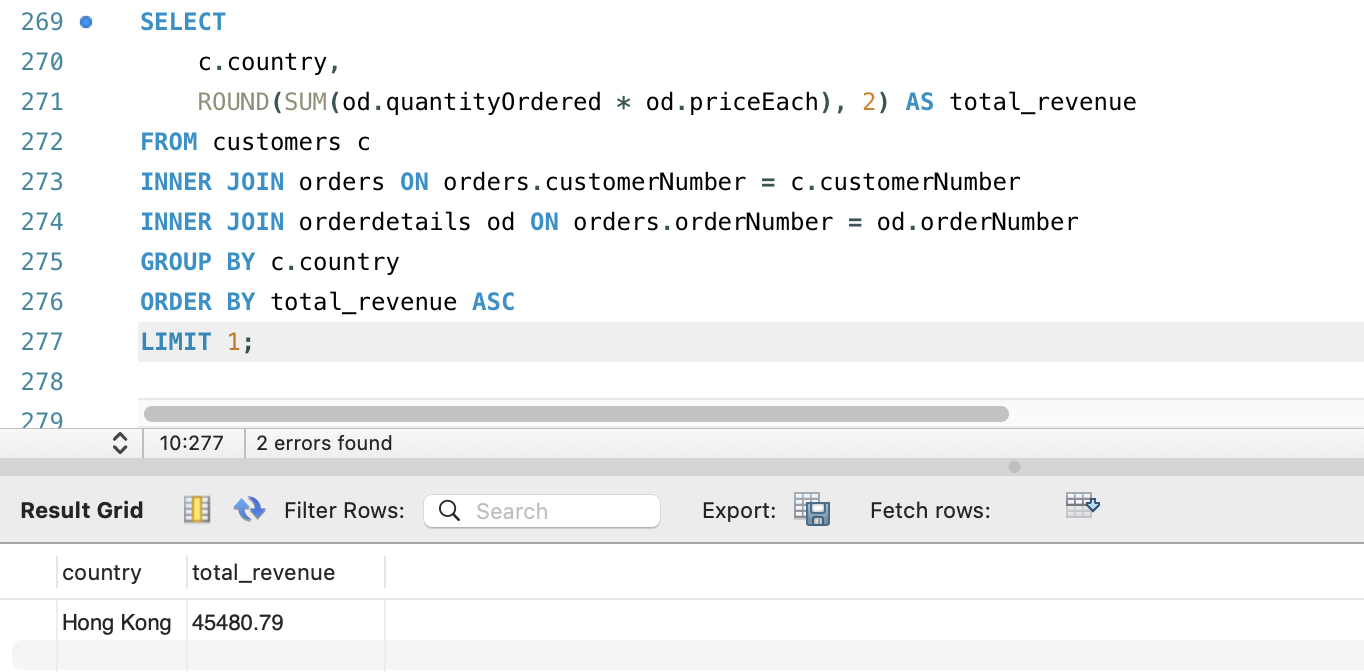 269 SELECT
270 c.country,
271 ROUND(SUM(od.quantityOrdered * od.priceEach), 2) AS total_revenue
272 FROM customers c
273 INNER JOIN orders ON orders.customerNumber = c.customerNumber
274 INNER JOIN orderdetails od ON orders.orderNumber = od.orderNumber
275 GROUP BY c.country
276 ORDER BY total_revenue ASC
277 LIMIT 1;
278
279
10:277 2 errors found
Result Grid Filter Rows: Search Export: Fetch rows:
country total_revenue
Hong Kong 45480.79